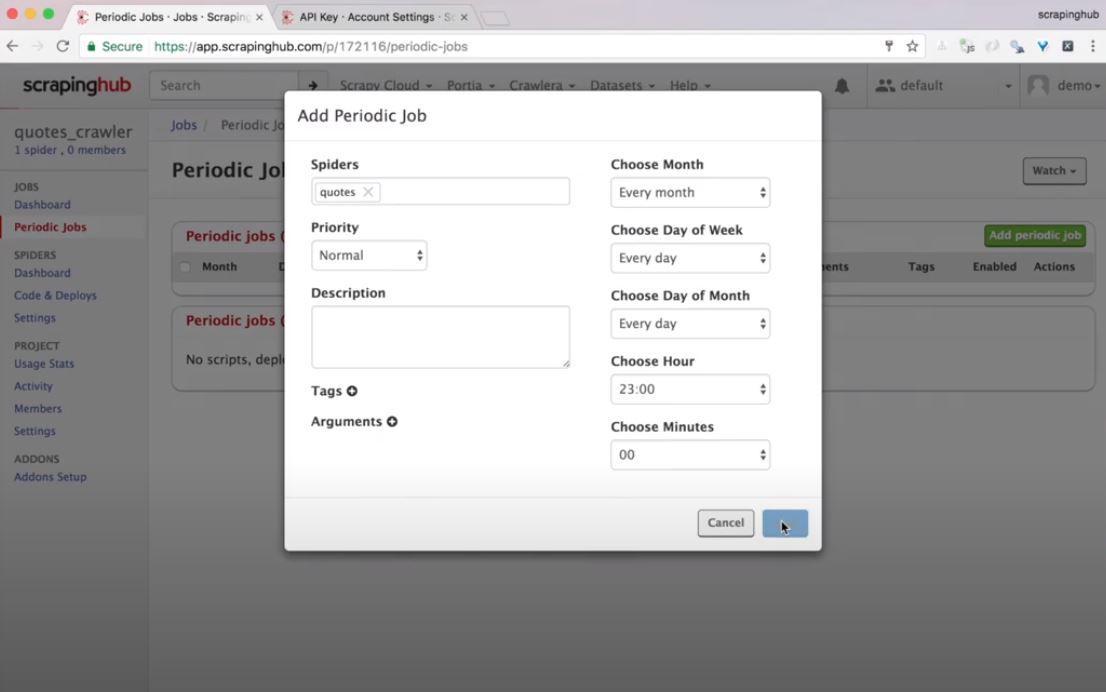 Periodic Jobs · Jobs · Scraping
API Key · Account Settings · Sc
scrapinghub
Secure https://app.scrapinghub.com/p/172116/periodic-jobs
scrapinghub
Search
Scrapy Cloud
Portia
Crawlera
Datasets
Help
default
demo
quotes_crawler
1 spider , 0 members
JOBS
Dashboard
Periodic Jobs
SPIDERS
Dashboard
Code & Deploys
Settings
PROJECT
Usage Stats
Activity
Members
Settings
ADDONS
Addons Setup
Jobs / Periodic Jo
Periodic Jo
Watch
Periodic jobs (
Add periodic job
Month
D
ents
Tags
Enabled
Actions
Periodic jobs (
No scripts, depl
Add Periodic Job
Spiders
quotes
Priority
Normal
Description
Tags
Arguments
Choose Month
Every month
Choose Day of Week
Every day
Choose Day of Month
Every day
Choose Hour
23:00
Choose Minutes
00
Cancel